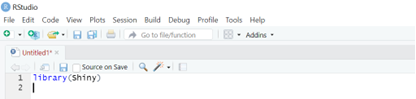 RStudio
File Edit Code View Plots Session Build Debug Profile Tools Help
Go to file/function Addins
Untitled1*
Source on Save
1 library(Shiny)
2